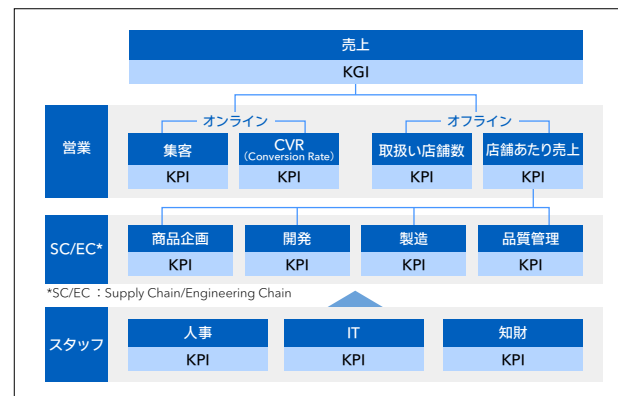 売上
KGI
オンライン
オフライン
営業
集客
KPI
CVR
(Conversion Rate)
KPI
取扱い店舗数
KPI
店舗あたり売上
KPI
SC/EC*
商品企画
KPI
開発
KPI
製造
KPI
品質管理
KPI
*SC/EC ：Supply Chain/Engineering Chain
スタッフ
人事
KPI
IT
KPI
知財
KPI